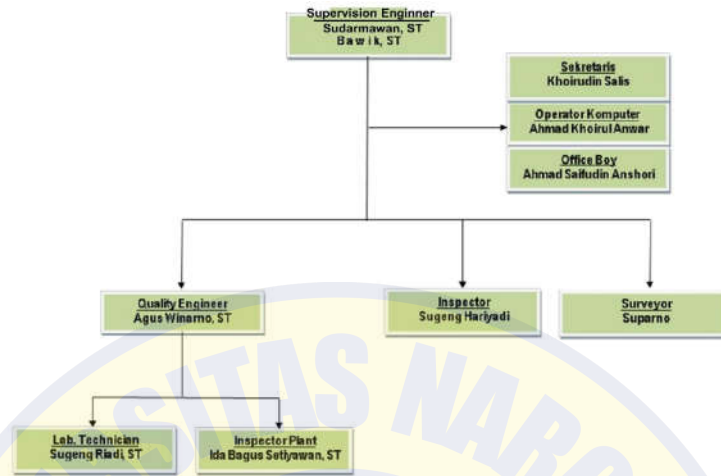 Supervision Enginner
Sudarmawan, ST
B a w i k, ST
Sekretaris
Khoirudin Salis
Operator Komputer
Ahmad Khoirul Anwar
Office Boy
Ahmad Saifudin Anshori
Quality Engineer
Agus Winarno, ST
Inspector
Sugeng Hariyadi
Surveyor
Suparno
Lab. Technician
Sugeng Riadi, ST
Inspector Plant
Ida Bagus Setiyawan, ST
SITAS NARO